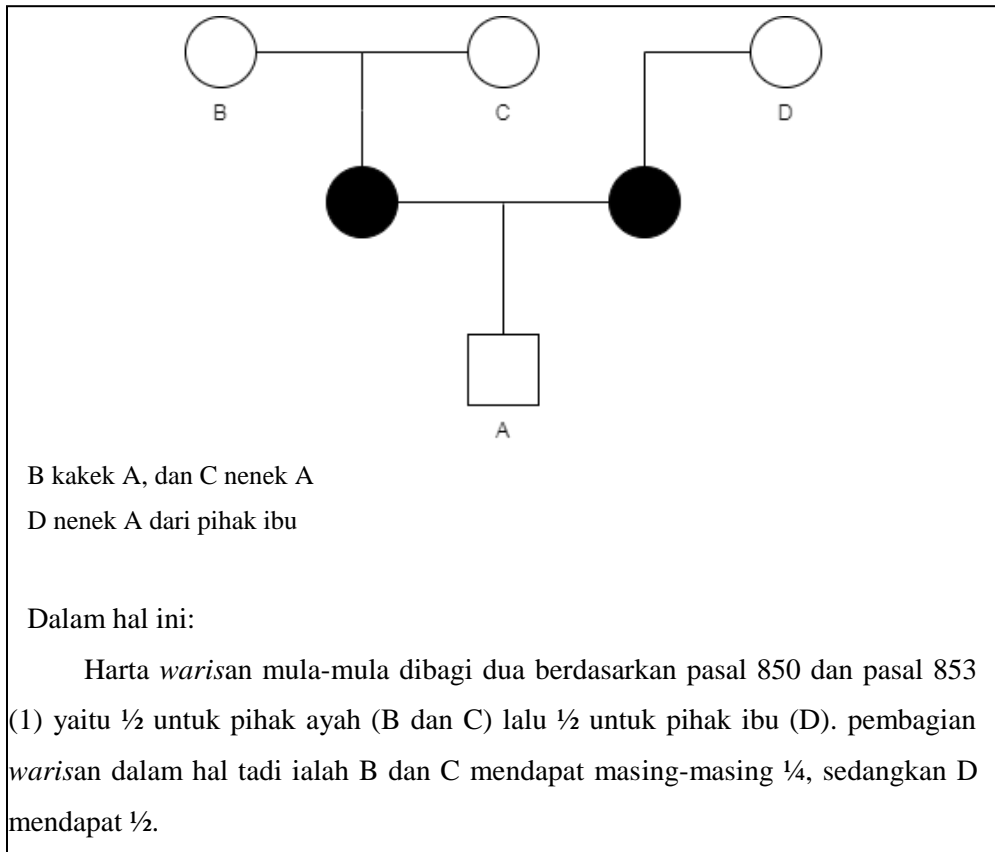 B C D
A
B kakek A, dan C nenek A
D nenek A dari pihak ibu
Dalam hal ini:
Harta warisan mula-mula dibagi dua berdasarkan pasal 850 dan pasal 853
(1) yaitu ½ untuk pihak ayah (B dan C) lalu ½ untuk pihak ibu (D). pembagian
warisan dalam hal tadi ialah B dan C mendapat masing-masing ¼, sedangkan D
mendapat ½.